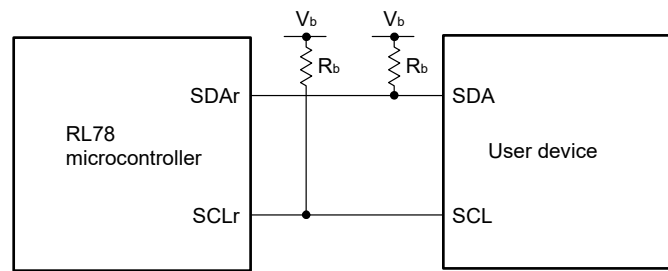 Vb Vb
Rb Rb
SDAr SDA
RL78
microcontroller
User device
SCLr SCL